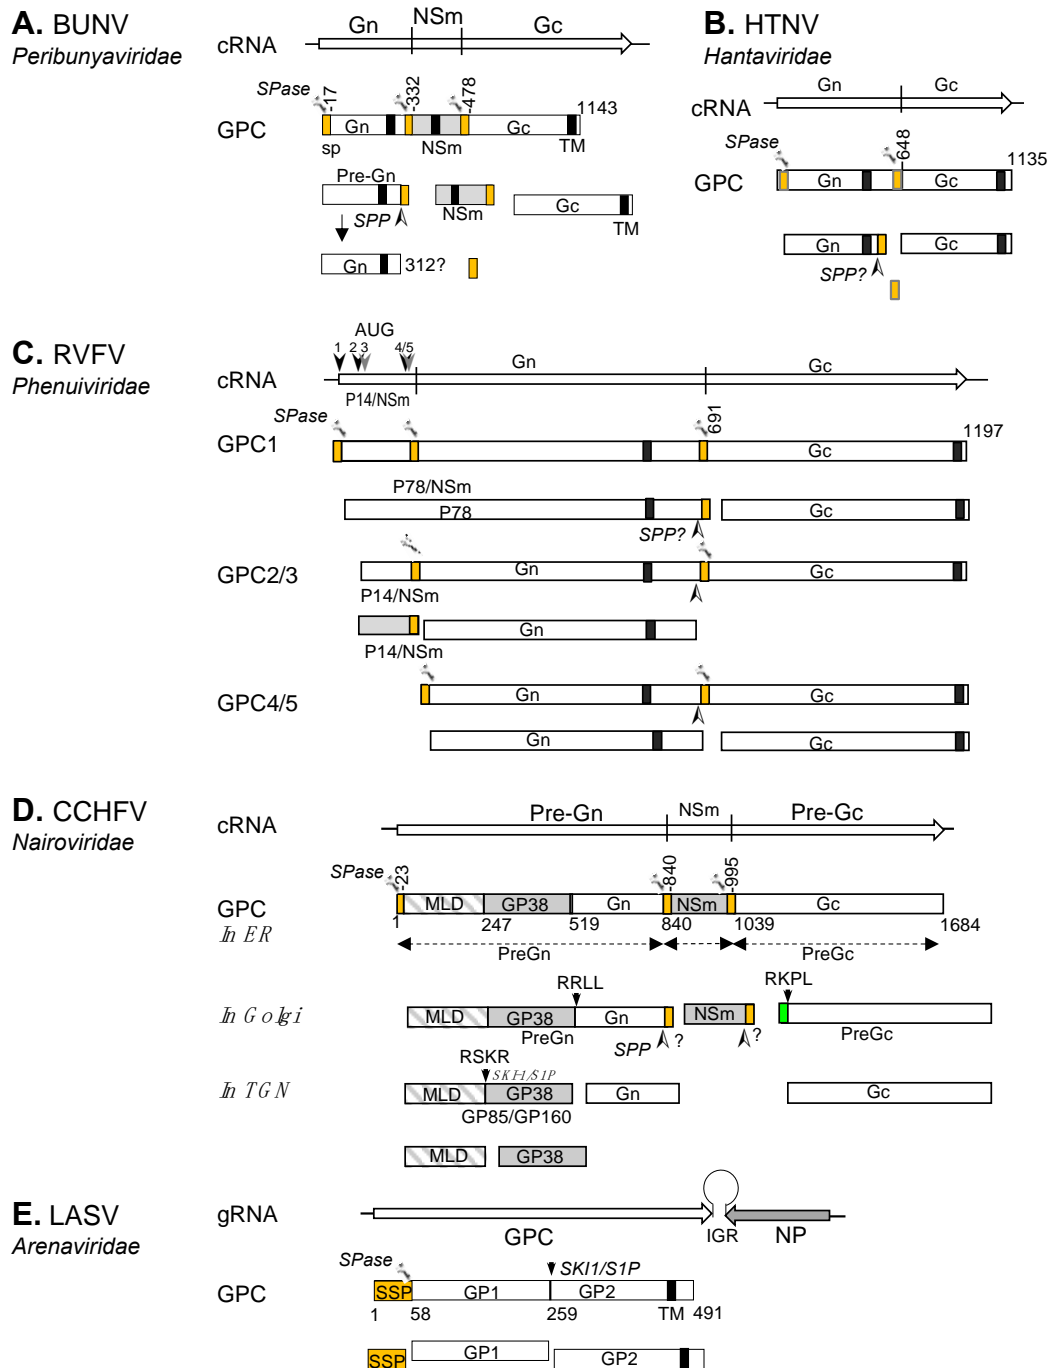 A. BUNV
Peribunyaviridae
cRNA
Gn NSm Gc
SPase
-17 -332 -478 1143
GPC
Gn Gc
sp NSm TM
Pre-Gn
SPP NSm Gc
TM
Gn 312?
B. HTNV
Hantaviridae
Gn Gc
cRNA
SPase
648 1135
GPC Gn Gc
Gn Gc
SPP?
C. RVFV
Phenuiviridae
AUG
1 2 3 4/5
Gn Gc
cRNA
P14/NSm
SPase
691 1197
GPC1 Gc
P78/NSm
P78 Gc
SPP?
GPC2/3 Gn Gc
P14/NSm
Gn
P14/NSm
GPC4/5 Gn Gc
Gn Gc
D. CCHFV
Nairoviridae
cRNA
Pre-Gn NSm Pre-Gc
SPase
-23 -840 -995
GPC MLD GP38 Gn NSm Gc
1 247 519 840 1039 1684
In ER
PreGn PreGc
RRLL RKPL
In Golgi MLD GP38 Gn NSm
PreGn SPP ? ? PreGc
RSKR SKI-1/S1P
In TGN MLD GP38 Gn Gc
GP85/GP160
MLD GP38
E. LASV
Arenaviridae
gRNA
GPC IGR NP
SPase SKI1/S1P
GPC SSP GP1 GP2
1 58 259 TM 491
SSP GP1 GP2